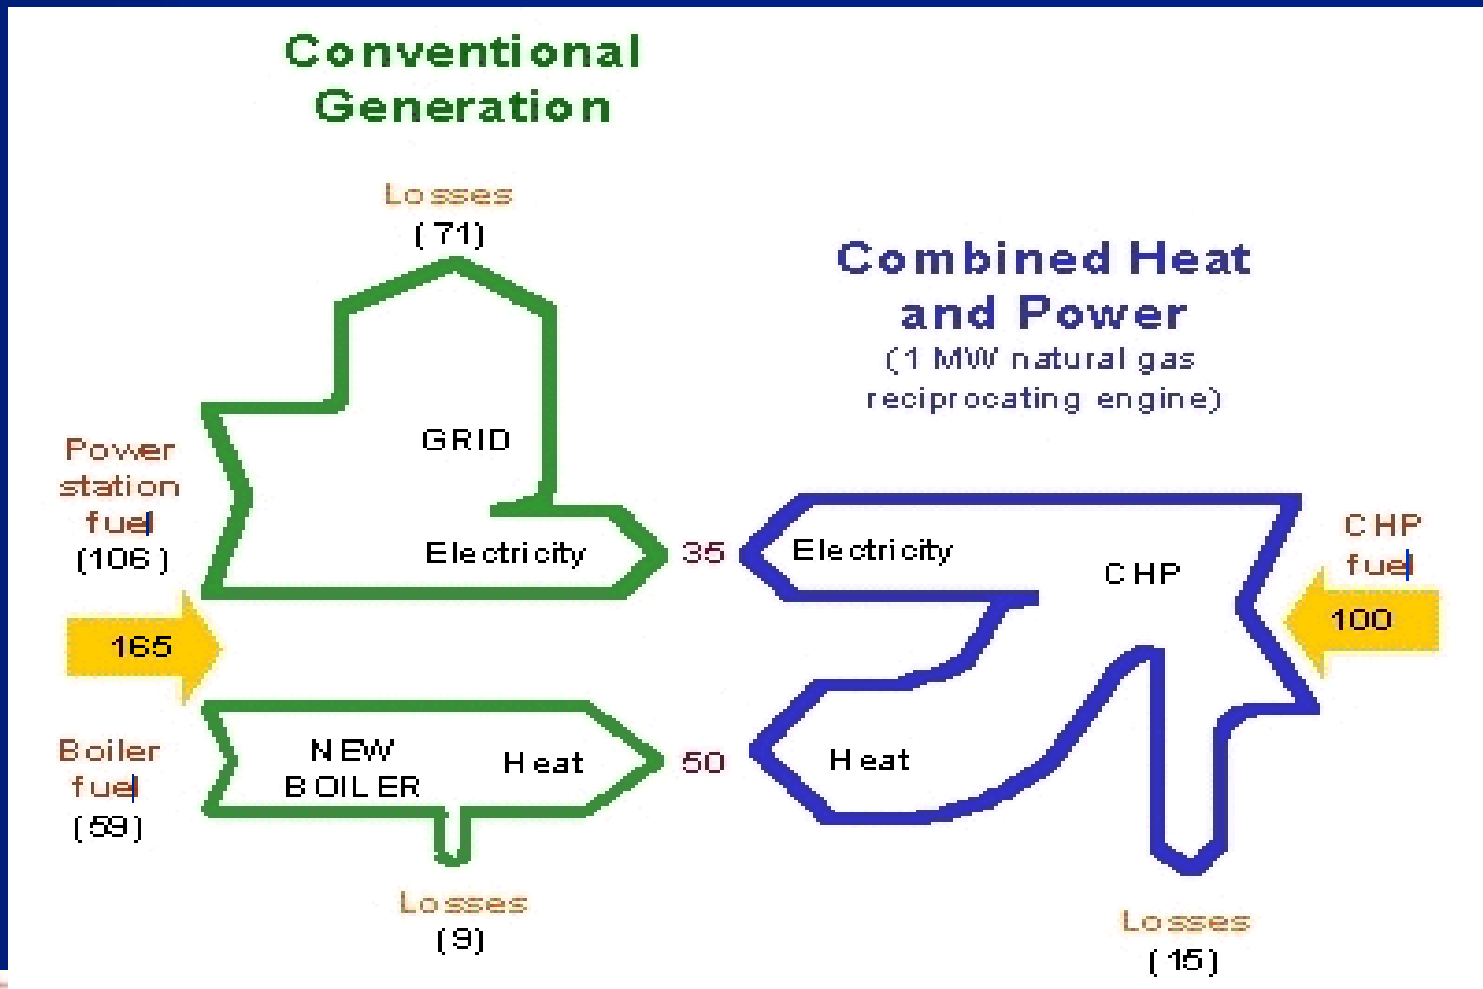 Conventional
Generation
Losses
(71)
Combined Heat
and Power
(1 MW natural gas
reciprocating engine)
GRID
Power
station
fuel
(106)
Electricity
35
Electricity
CHP
CHP
fuel
165
100
Boiler
fuel
(59)
NEW
BOILER
Heat
50
Heat
Losses
(9)
Losses
(15)